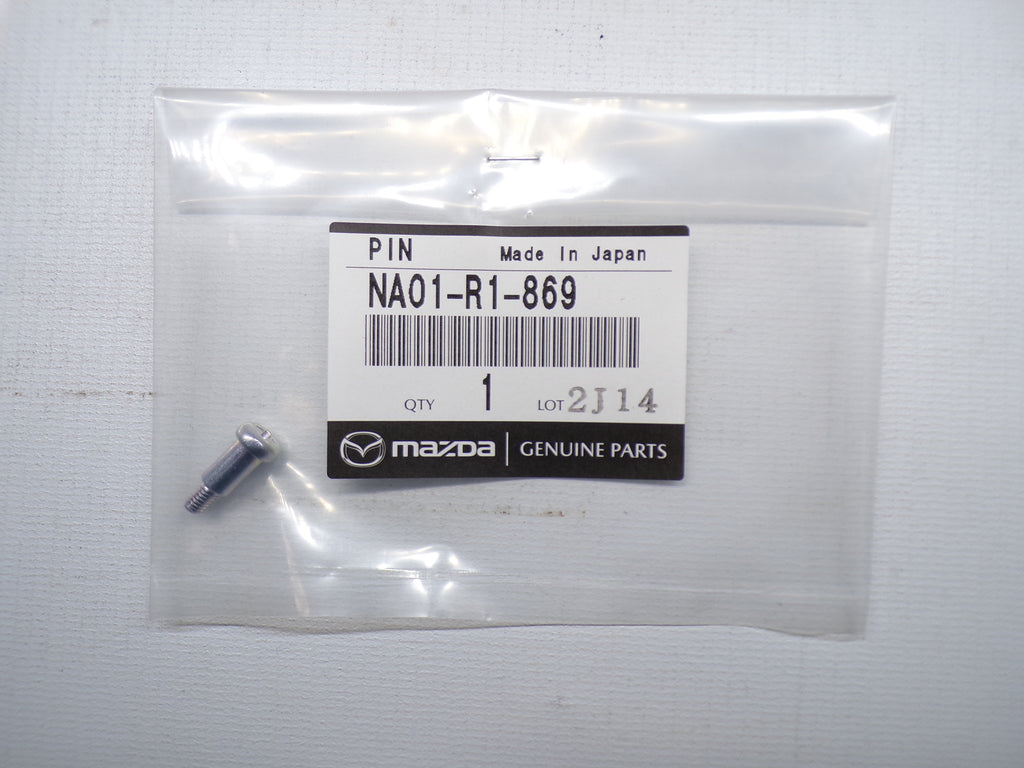 PIN Made In Japan
NA01-R1-869
QTY 1 LOT 2J14
mazda GENUINE PARTS